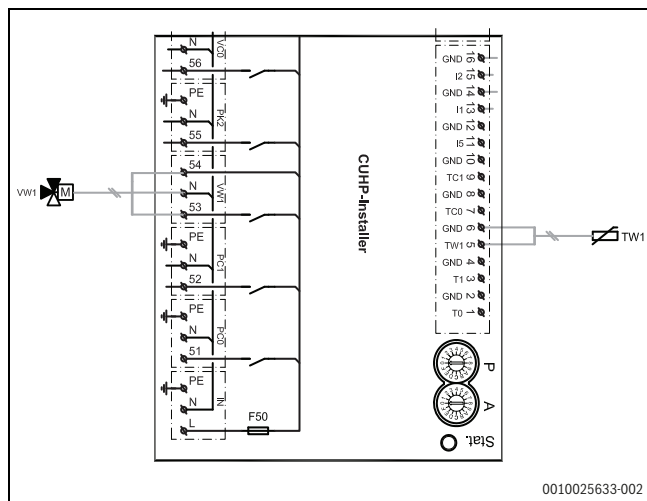 N
VC0
56
PE
N
PK2
55
54
N
VW1
53
PE
N
PC1
52
PE
N
PC0
51
PE
N
IN
L
F50
VW1
M
CUHP-Installer
GND 16
I2 15
GND 14
I1 13
GND 12
I5 11
GND 10
TC1 9
GND 8
TC0 7
GND 6
TW1 5
GND 4
T1 3
GND 2
T0 1
TW1
P
A
Stat.
0010025633-002